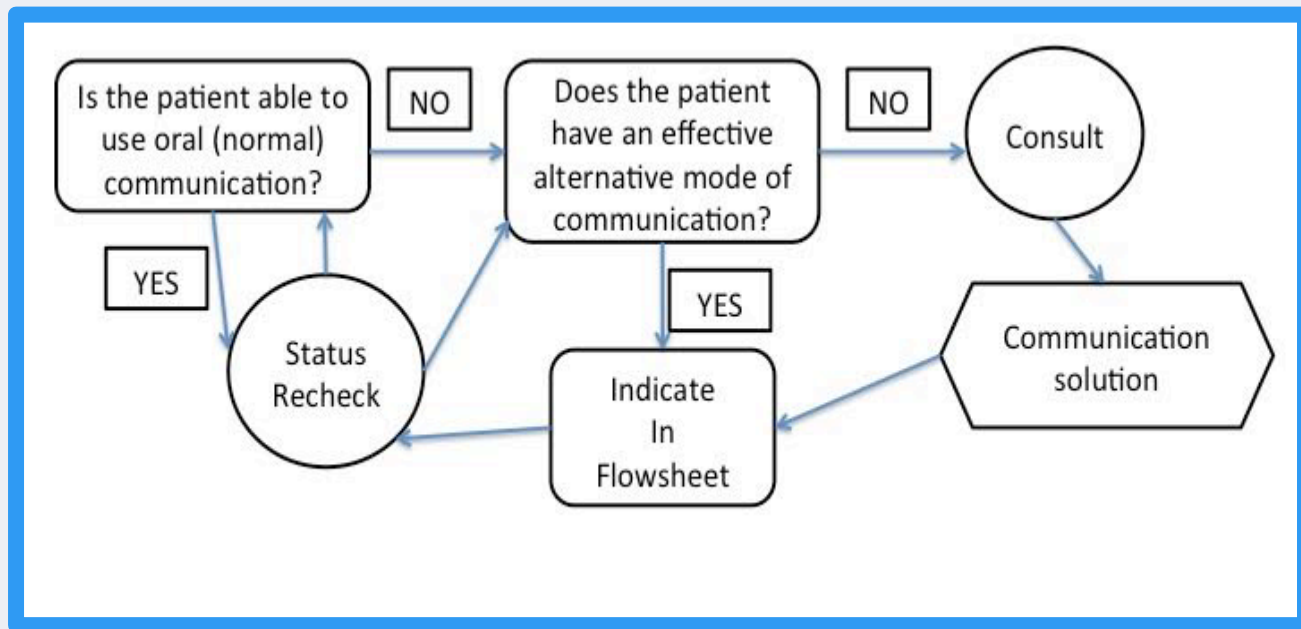 Is the patient able to
use oral (normal)
communication?
NO
Does the patient
have an effective
alternative mode of
communication?
NO
Consult
YES
Status
Recheck
YES
Indicate
In
Flowsheet
Communication
solution